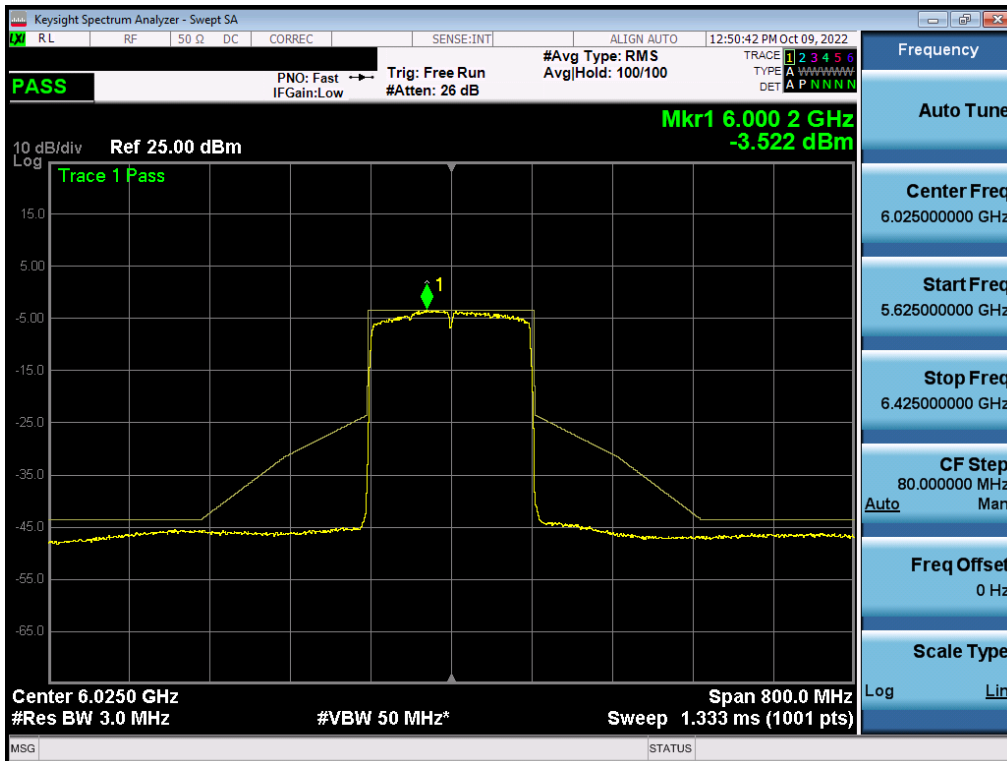 Keysight Spectrum Analyzer - Swept SA
LXI RL RF 50 Ω DC CORREC SENSE:INT ALIGN AUTO 12:50:42 PM Oct 09, 2022
Frequency
PASS
PNO: Fast
IFGain:Low
Trig: Free Run
#Atten: 26 dB
#Avg Type: RMS
Avg|Hold: 100/100
TRACE 1 2 3 4 5 6
TYPE A WWWWW
DET A P N N N N
Auto Tune
Mkr1 6.000 2 GHz
-3.522 dBm
10 dB/div
Log
Ref 25.00 dBm
Trace 1 Pass
15.0
5.00
-5.00
-15.0
-25.0
-35.0
-45.0
-55.0
-65.0
1
Center Freq
6.025000000 GHz
Start Freq
5.625000000 GHz
Stop Freq
6.425000000 GHz
CF Step
80.000000 MHz
Auto Man
Freq Offset
0 Hz
Scale Type
Log Lin
Center 6.0250 GHz
Span 800.0 MHz
#Res BW 3.0 MHz
#VBW 50 MHz*
Sweep 1.333 ms (1001 pts)
MSG
STATUS